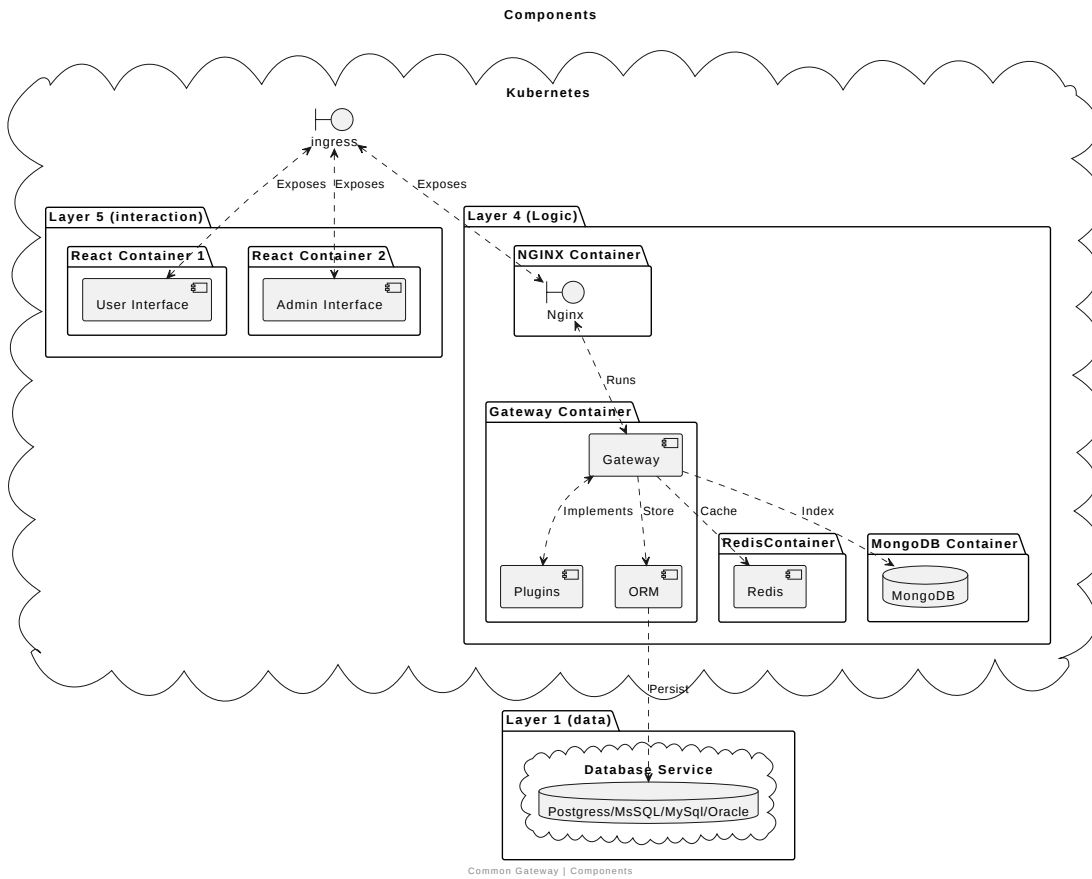 Components
Kubernetes
ingress
Exposes
Exposes
Exposes
Layer 5 (interaction)
Layer 4 (Logic)
React Container 1
React Container 2
NGINX Container
User Interface
Admin Interface
Nginx
Runs
Gateway Container
Gateway
Implements
Store
Cache
Index
RedisContainer
MongoDB Container
Plugins
ORM
Redis
MongoDB
Persist
Layer 1 (data)
Database Service
Postgress/MsSQL/MySql/Oracle
Common Gateway | Components